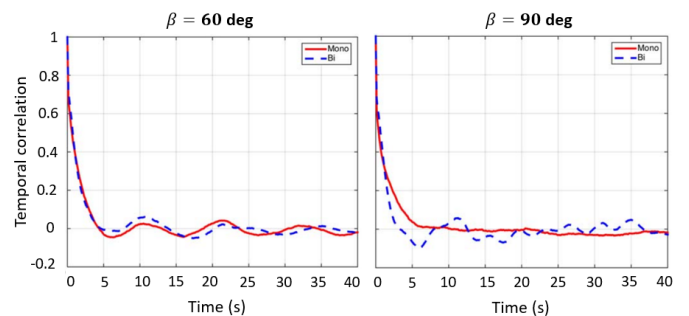 β = 60 deg
β = 90 deg
Temporal correlation
1
0.8
0.6
0.4
0.2
0
-0.2
Mono
Bi
0 5 10 15 20 25 30 35 40
Time (s)
Mono
Bi
0 5 10 15 20 25 30 35 40
Time (s)